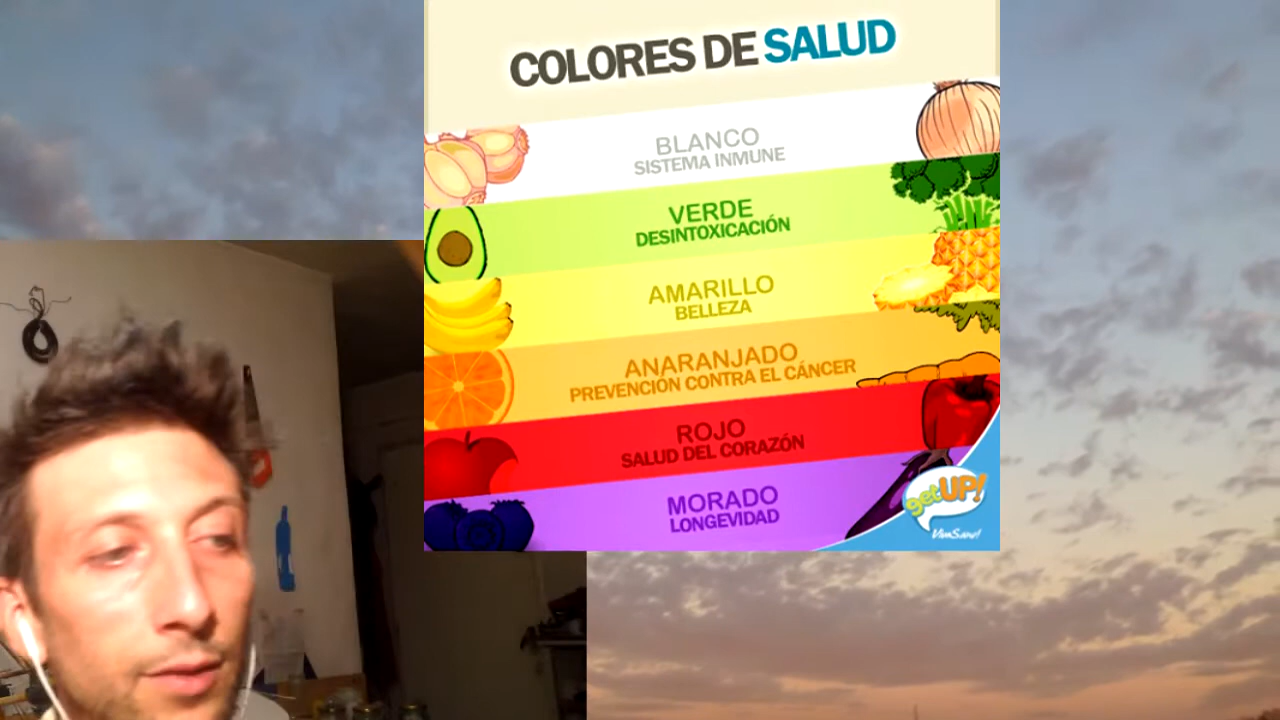 COLORES DE SALUD
BLANCO
SISTEMA INMUNE
VERDE
DESINTOXICACIÓN
AMARILLO
BELLEZA
ANARANJADO
PREVENCIÓN CONTRA EL CÁNCER
ROJO
SALUD DEL CORAZÓN
MORADO
LONGEVIDAD
getUP!
VivaSano!